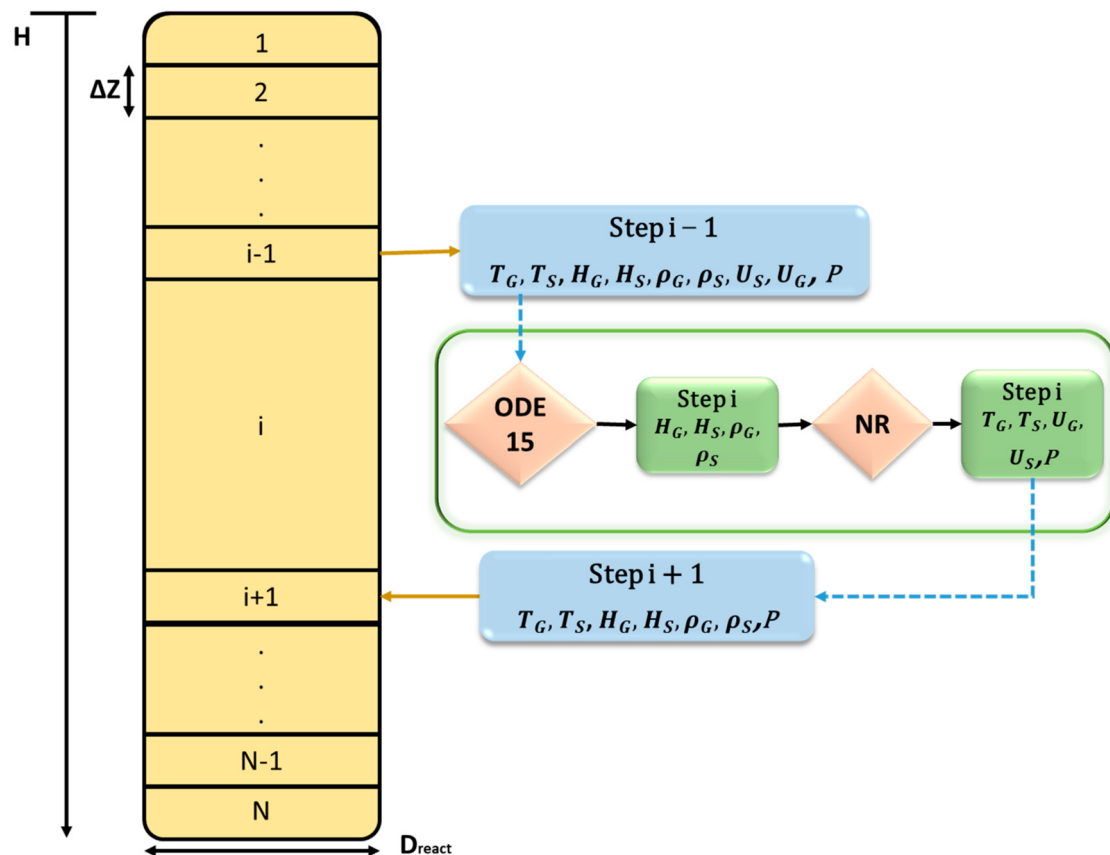 H
1
ΔZ
2
.
.
.
i-1
Step i − 1
T_G, T_S, H_G, H_S, ρ_G, ρ_S, U_S, U_G, P
i
ODE
15
Step i
H_G, H_S, ρ_G,
ρ_S
NR
Step i
T_G, T_S, U_G,
U_S, P
i+1
Step i + 1
T_G, T_S, H_G, H_S, ρ_G, ρ_S, P
.
.
.
N-1
N
D_react